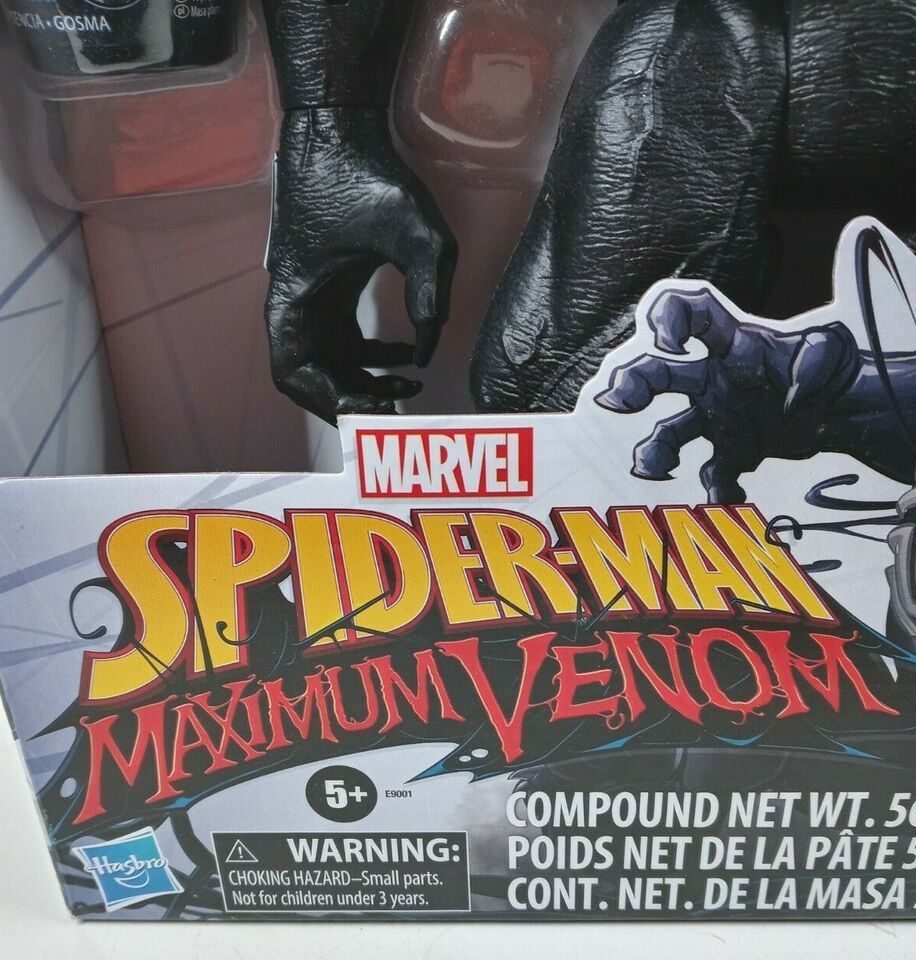 ENCIA • GOSMA
MARVEL
SPIDER-MAN
MAXIMUM VENOM
5+
E9001
Hasbro
WARNING:
CHOKING HAZARD–Small parts.
Not for children under 3 years.
COMPOUND NET WT.
POIDS NET DE LA PÂTE
CONT. NET. DE LA MASA